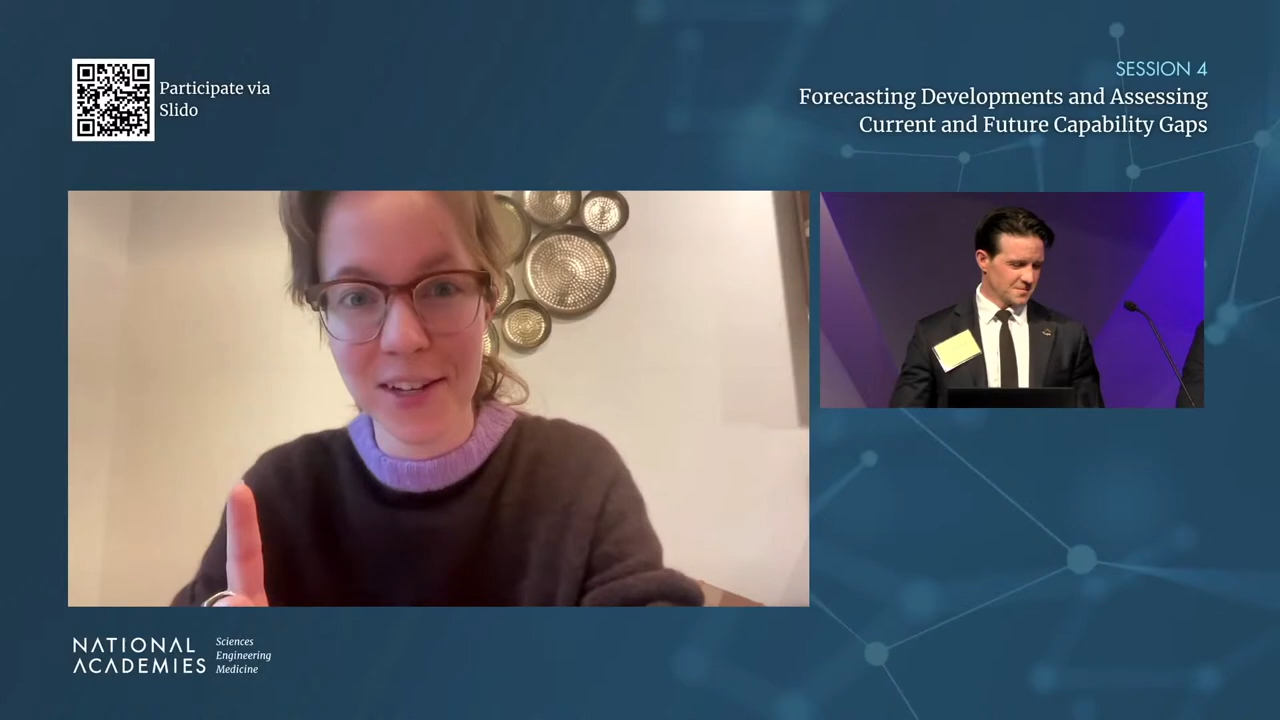 Participate via
Slido
SESSION 4
Forecasting Developments and Assessing
Current and Future Capability Gaps
NATIONAL
ACADEMIES
Sciences
Engineering
Medicine